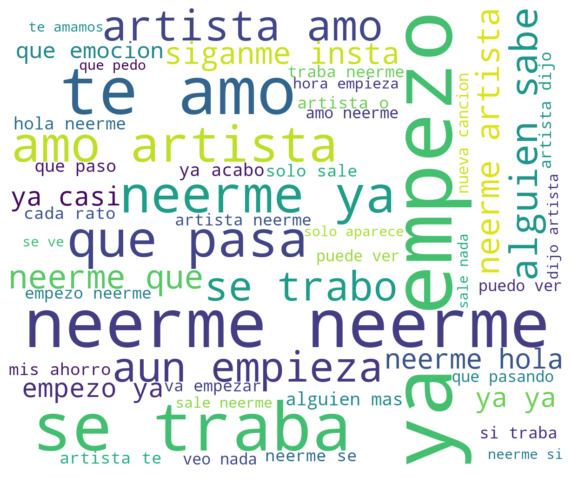 te amamos
artista amo
que emocion
siganme insta
que pedo
traba neerme
te amo
hora empieza
artista o
amo neerme
hola neerme
amo artista
que paso
ya acabo
solo sale
ya casi
neerme ya
cada rato
artista neerme
que pasa
solo aparece
se ve
puede ver
neerme que
se trabo
empezo neerme
neerme neerme
mis ahorro
aun empieza
neerme hola
empezo ya
va empezar
que pasando
sale neerme
alguien mas
ya ya
se traba
si traba
artista te
veo nada
neerme se
neerme si
ya empezo
nueva cancion
sale nada
neerme artista
alguien sabe
artista dijo
dijo artista
puedo ver